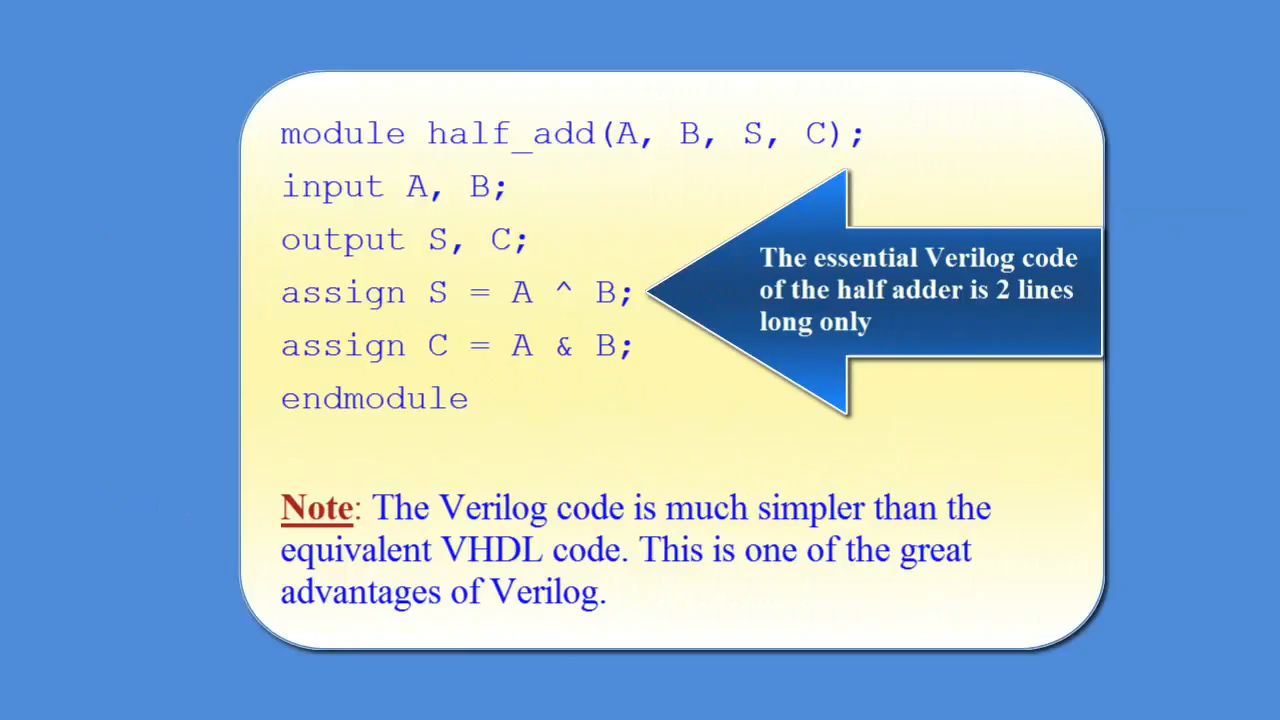 module half_add(A, B, S, C);
input A, B;
output S, C;
assign S = A ^ B;
assign C = A & B;
endmodule
The essential Verilog code
of the half adder is 2 lines
long only
Note: The Verilog code is much simpler than the
equivalent VHDL code. This is one of the great
advantages of Verilog.